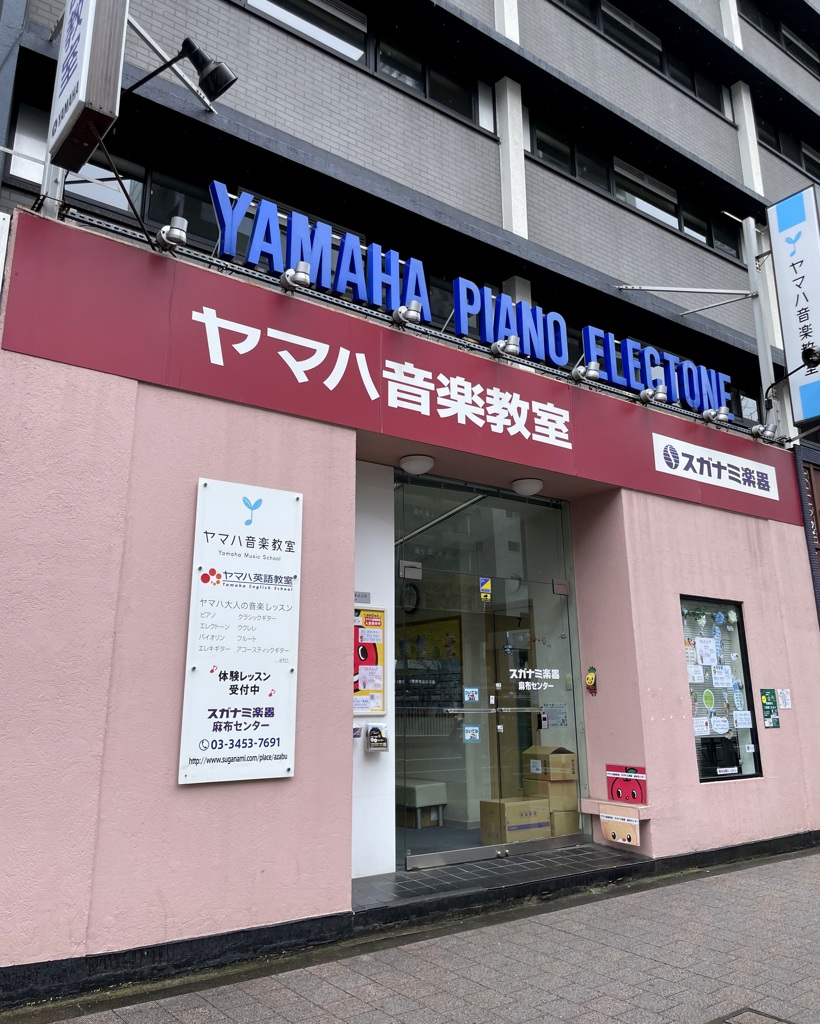 教室
YAMAHA
YAMAHA PIANO ELECTONE
ヤマハ音楽教室
スガナミ楽器
ヤマハ音楽教室
ヤマハ音楽教室
Yamaha Music School
ヤマハ英語教室
Yamaha English School
ヤマハ大人の音楽レッスン
ピアノ クラシックギター
エレクトーン ウクレレ
バイオリン フルート
エレキギター アコースティックギター
...etc.
体験レッスン
受付中
スガナミ楽器
麻布センター
03-3453-7691
http://www.suganami.com/place/azabu
スガナミ楽器
麻布センター